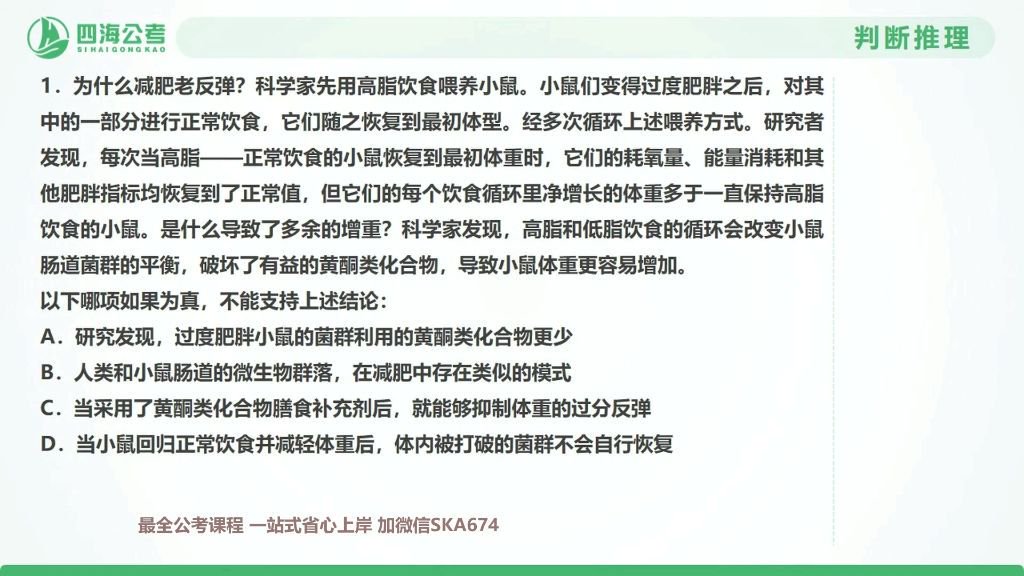 四海公考
SIHAIGONGKAO
判断推理
1．为什么减肥老反弹？科学家先用高脂饮食喂养小鼠。小鼠们变得过度肥胖之后，对其
中的一部分进行正常饮食，它们随之恢复到最初体型。经多次循环上述喂养方式。研究者
发现，每次当高脂——正常饮食的小鼠恢复到最初体重时，它们的耗氧量、能量消耗和其
他肥胖指标均恢复到了正常值，但它们的每个饮食循环里净增长的体重多于一直保持高脂
饮食的小鼠。是什么导致了多余的增重？科学家发现，高脂和低脂饮食的循环会改变小鼠
肠道菌群的平衡，破坏了有益的黄酮类化合物，导致小鼠体重更容易增加。
以下哪项如果为真，不能支持上述结论：
A．研究发现，过度肥胖小鼠的菌群利用的黄酮类化合物更少
B．人类和小鼠肠道的微生物群落，在减肥中存在类似的模式
C．当采用了黄酮类化合物膳食补充剂后，就能够抑制体重的过分反弹
D．当小鼠回归正常饮食并减轻体重后，体内被打破的菌群不会自行恢复
最全公考课程 一站式省心上岸 加微信SKA674